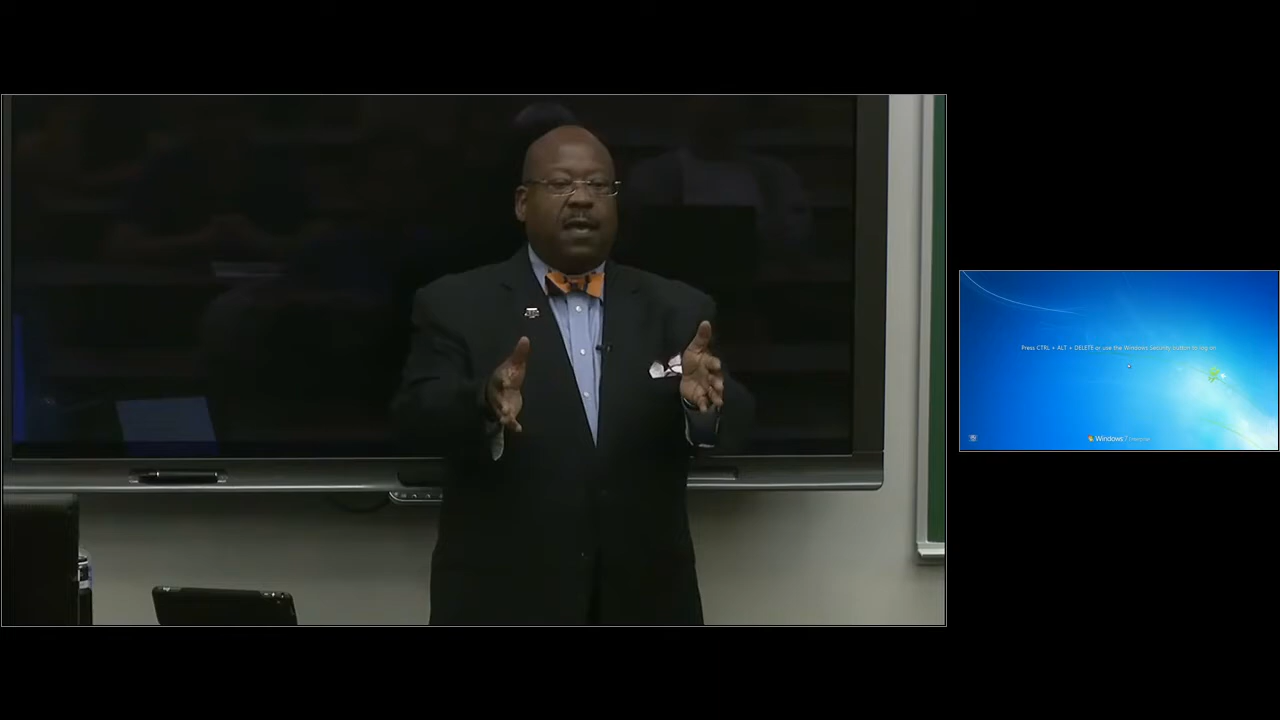 Press CTRL + ALT + DELETE or use the Windows Security button to log on
Windows 7 Enterprise